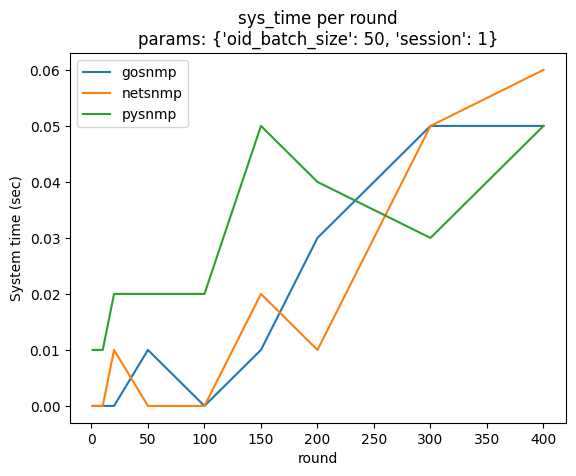 sys_time per round
params: {'oid_batch_size': 50, 'session': 1}
gosnmp
netsnmp
pysnmp
System time (sec)
0.06
0.05
0.04
0.03
0.02
0.01
0.00
0 50 100 150 200 250 300 350 400
round